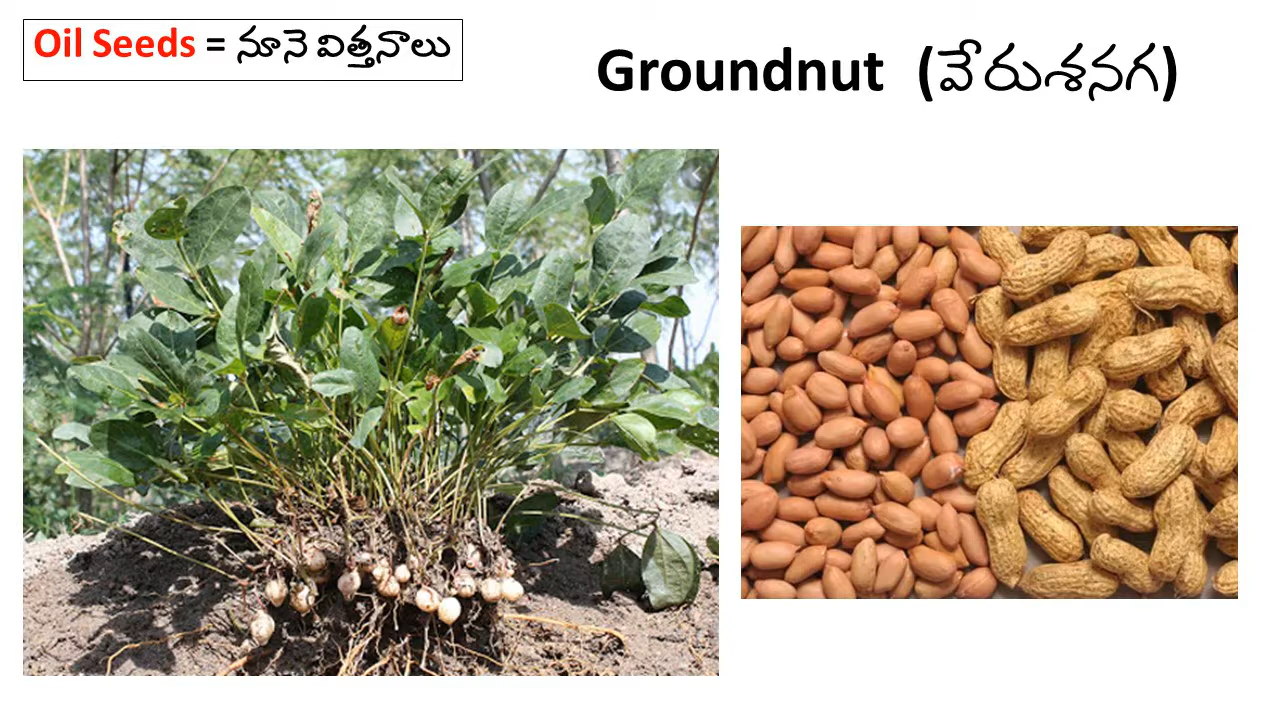 Oil Seeds = నూనె విత్తనాలు
Groundnut (వేరుశనగ)